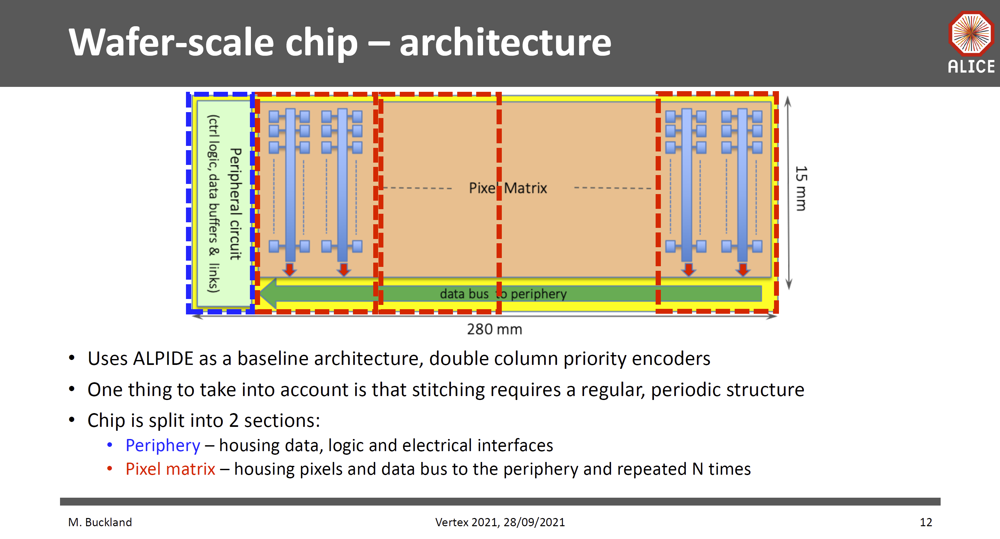 Wafer-scale chip – architecture
ALICE
Peripheral circuit
(ctrl logic, data buffers & links)
Pixel Matrix
15 mm
data bus to periphery
280 mm
• Uses ALPIDE as a baseline architecture, double column priority encoders
• One thing to take into account is that stitching requires a regular, periodic structure
• Chip is split into 2 sections:
• Periphery – housing data, logic and electrical interfaces
• Pixel matrix – housing pixels and data bus to the periphery and repeated N times
M. Buckland
Vertex 2021, 28/09/2021
12